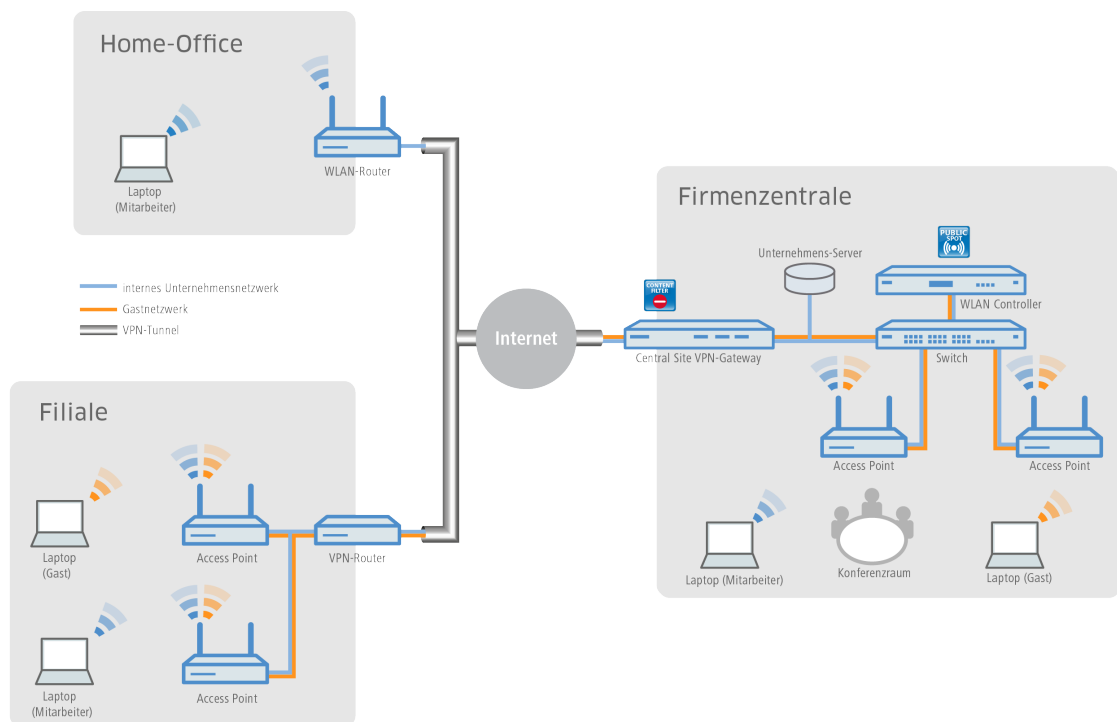 Home-Office
WLAN-Router
Laptop
(Mitarbeiter)
internes Unternehmensnetzwerk
Gastnetzwerk
VPN-Tunnel
Internet
Filiale
Laptop
(Gast)
Access Point
VPN-Router
Laptop
(Mitarbeiter)
Access Point
Firmenzentrale
PUBLIC
SPOT
Unternehmens-Server
CONTENT
FILTER
WLAN Controller
Central Site VPN-Gateway
Switch
Access Point
Access Point
Laptop (Mitarbeiter)
Konferenzraum
Laptop (Gast)